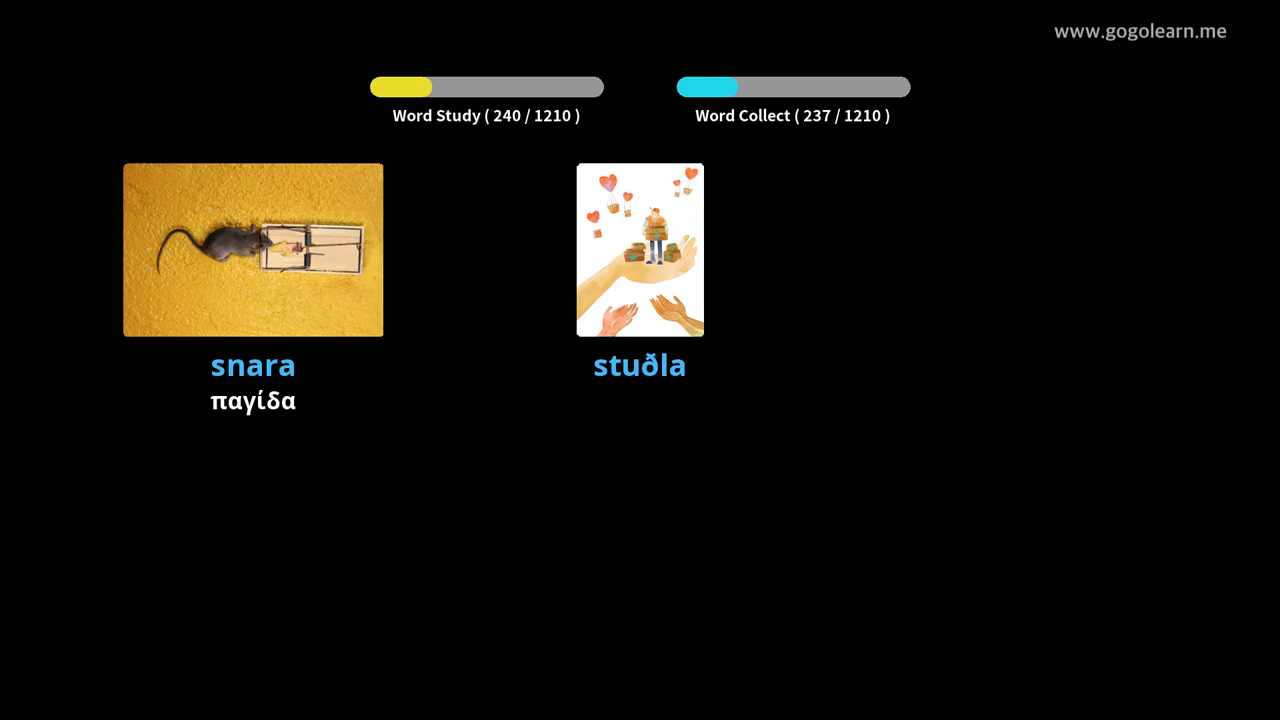 www.gogolearn.me
Word Study ( 240 / 1210 )
Word Collect ( 237 / 1210 )
snara
παγίδα
stuðla